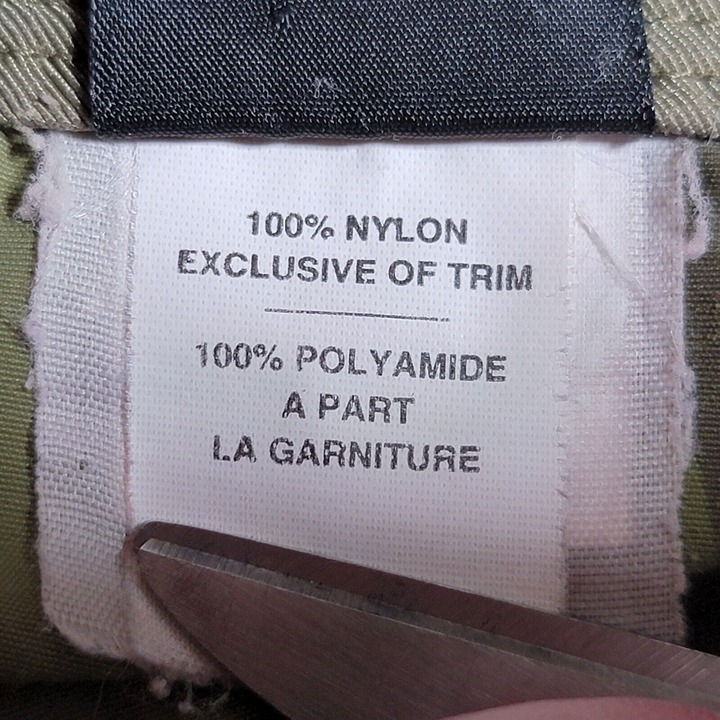 100% NYLON
EXCLUSIVE OF TRIM
100% POLYAMIDE
A PART
LA GARNITURE